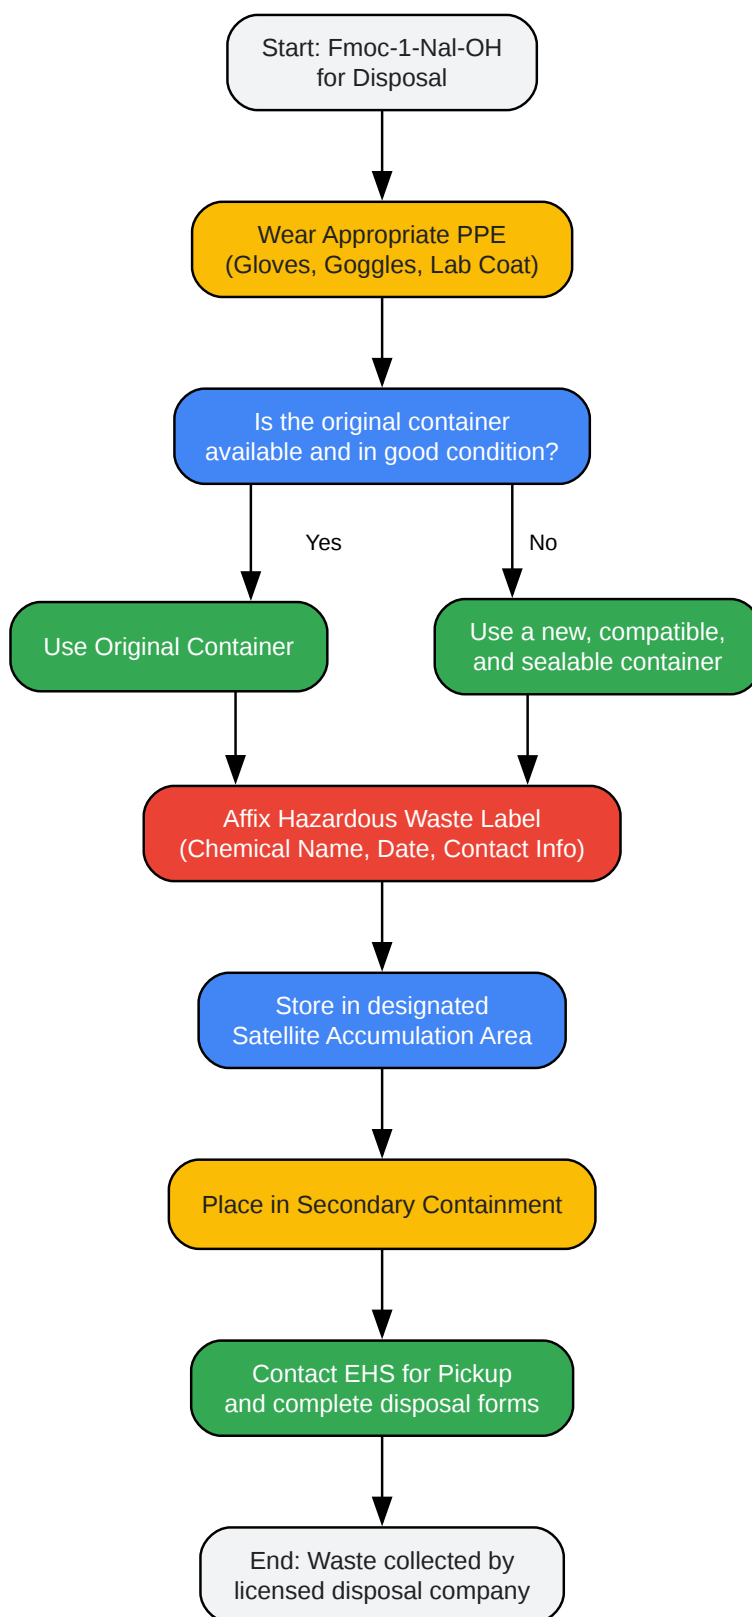 Start: Fmoc-1-Nal-OH
for Disposal
Wear Appropriate PPE
(Gloves, Goggles, Lab Coat)
Is the original container
available and in good condition?
Yes
No
Use Original Container
Use a new, compatible,
and sealable container
Affix Hazardous Waste Label
(Chemical Name, Date, Contact Info)
Store in designated
Satellite Accumulation Area
Place in Secondary Containment
Contact EHS for Pickup
and complete disposal forms
End: Waste collected by
licensed disposal company